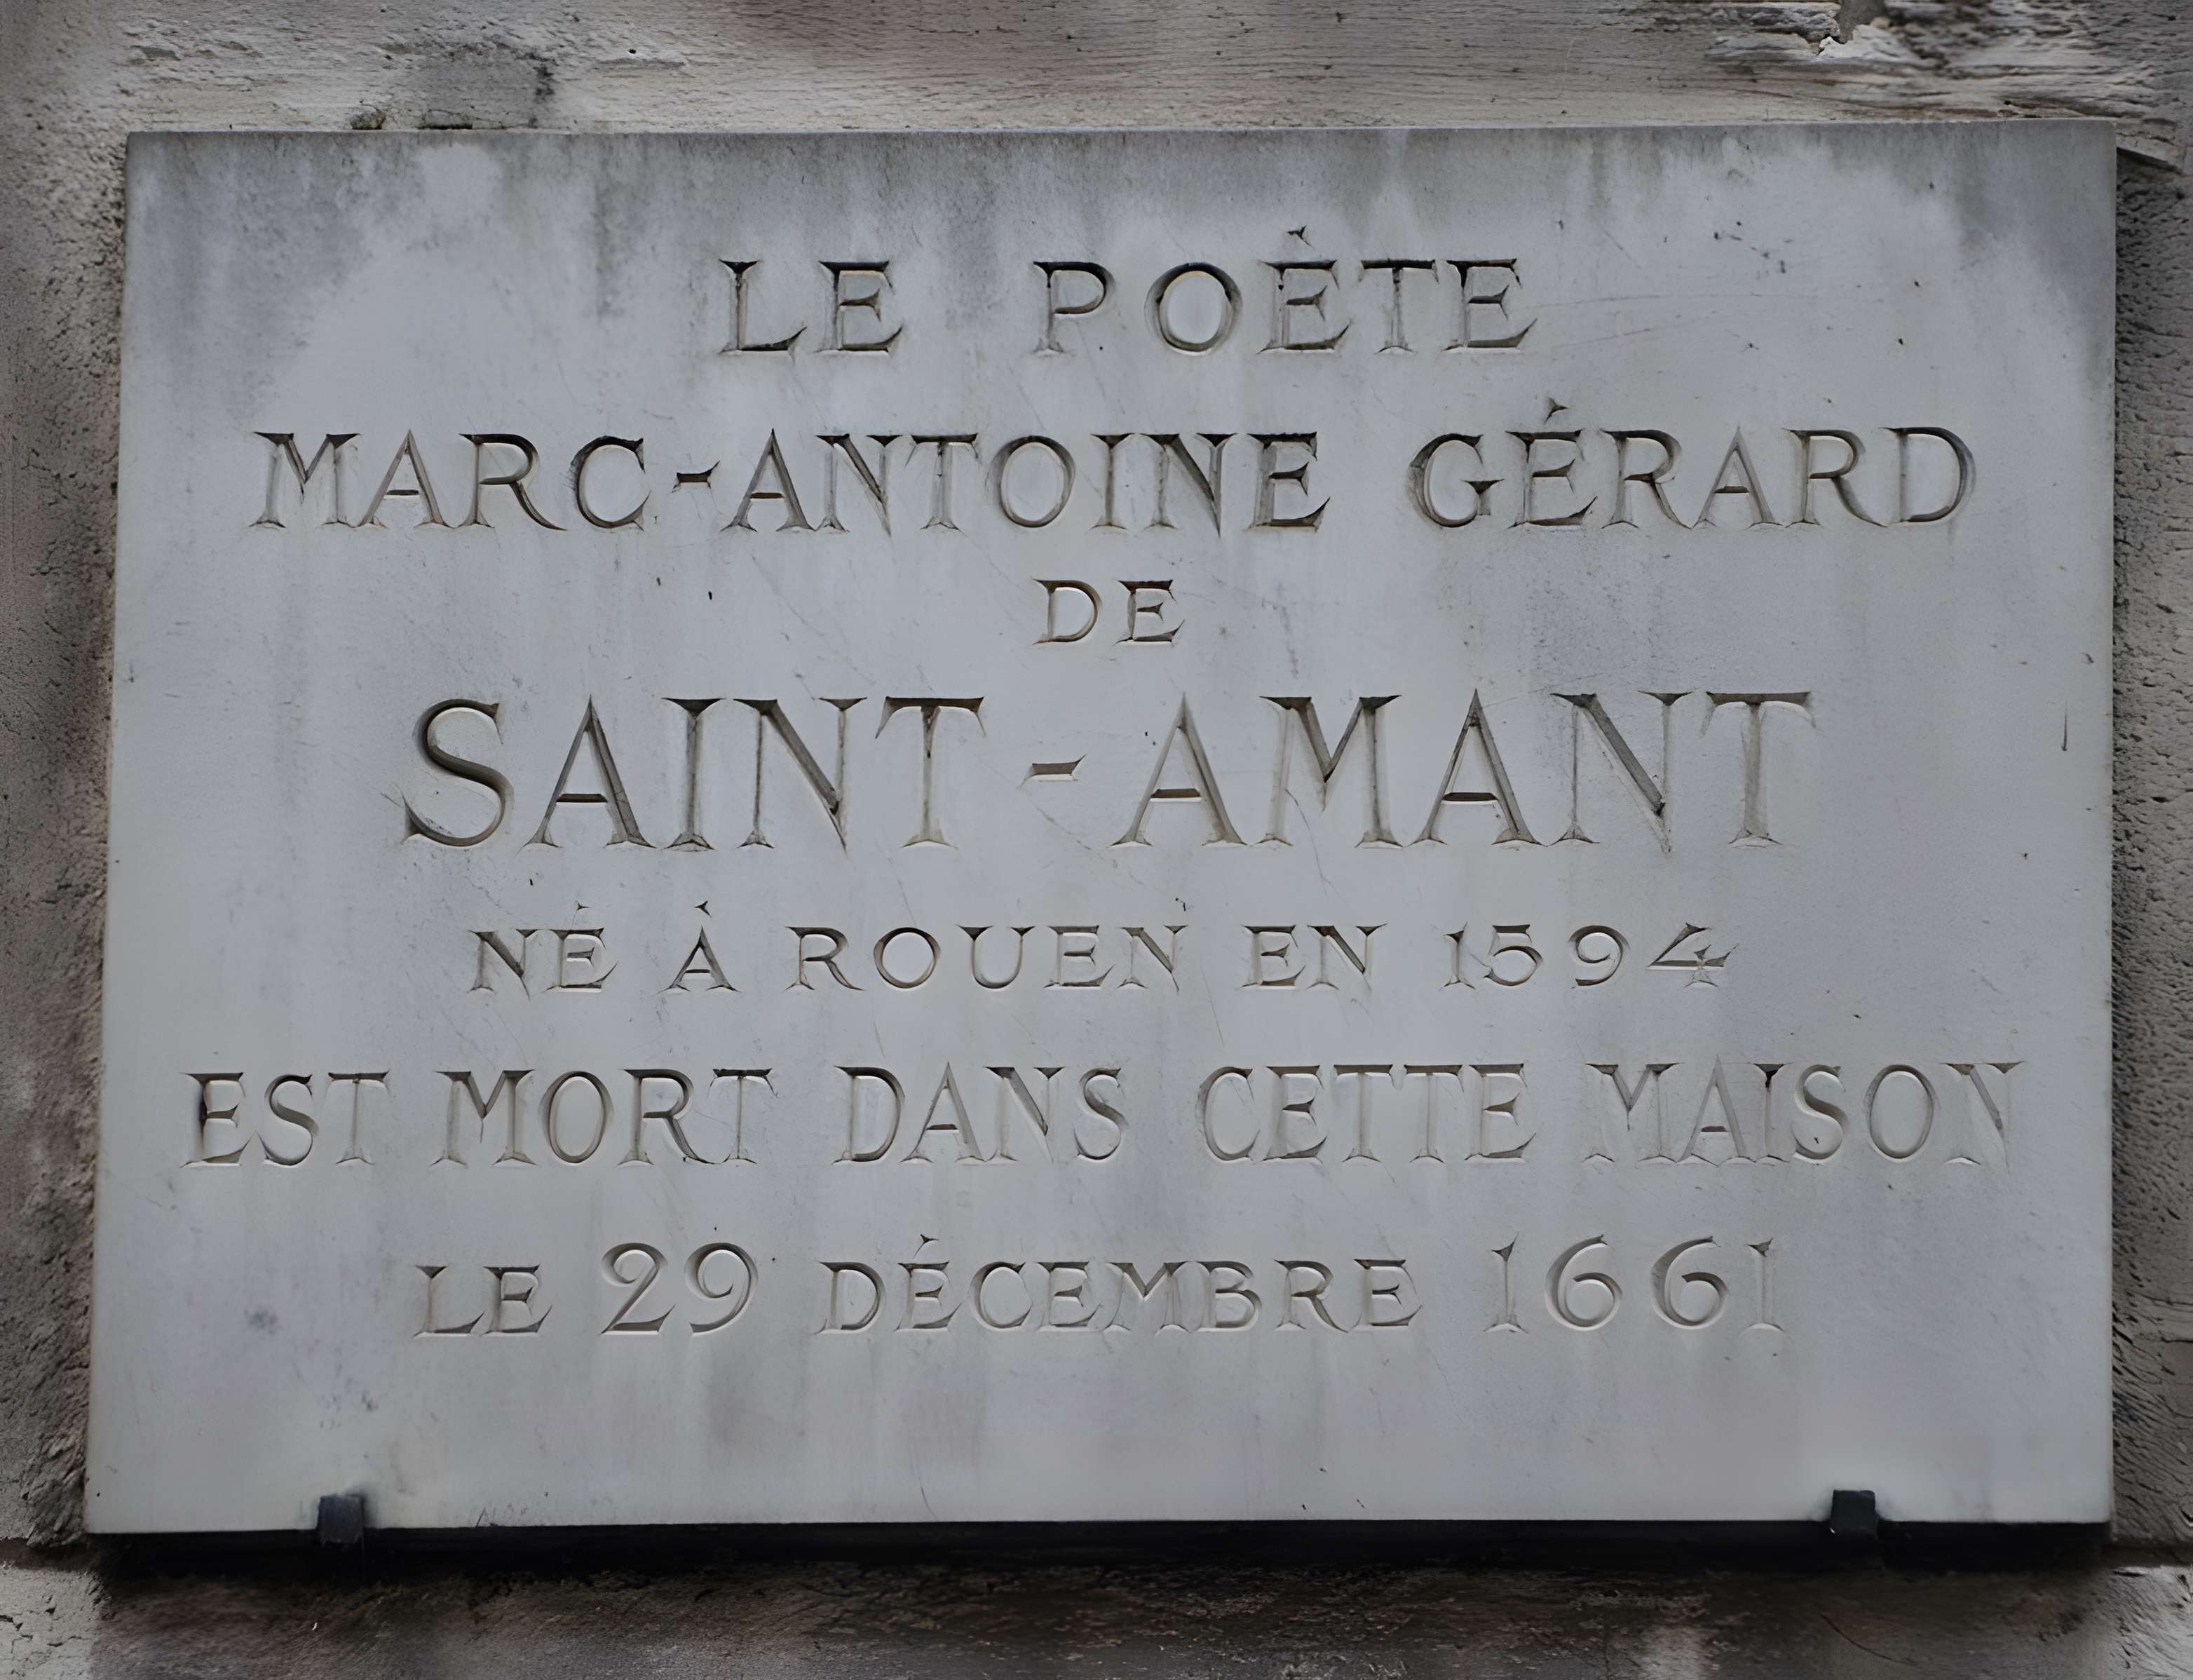 LE POÈTE
MARC-ANTOINE GÉRARD
DE
SAINT-AMANT
NÉ À ROUEN EN 1594
EST MORT DANS CETTE MAISON
LE 29 DÉCEMBRE 1661